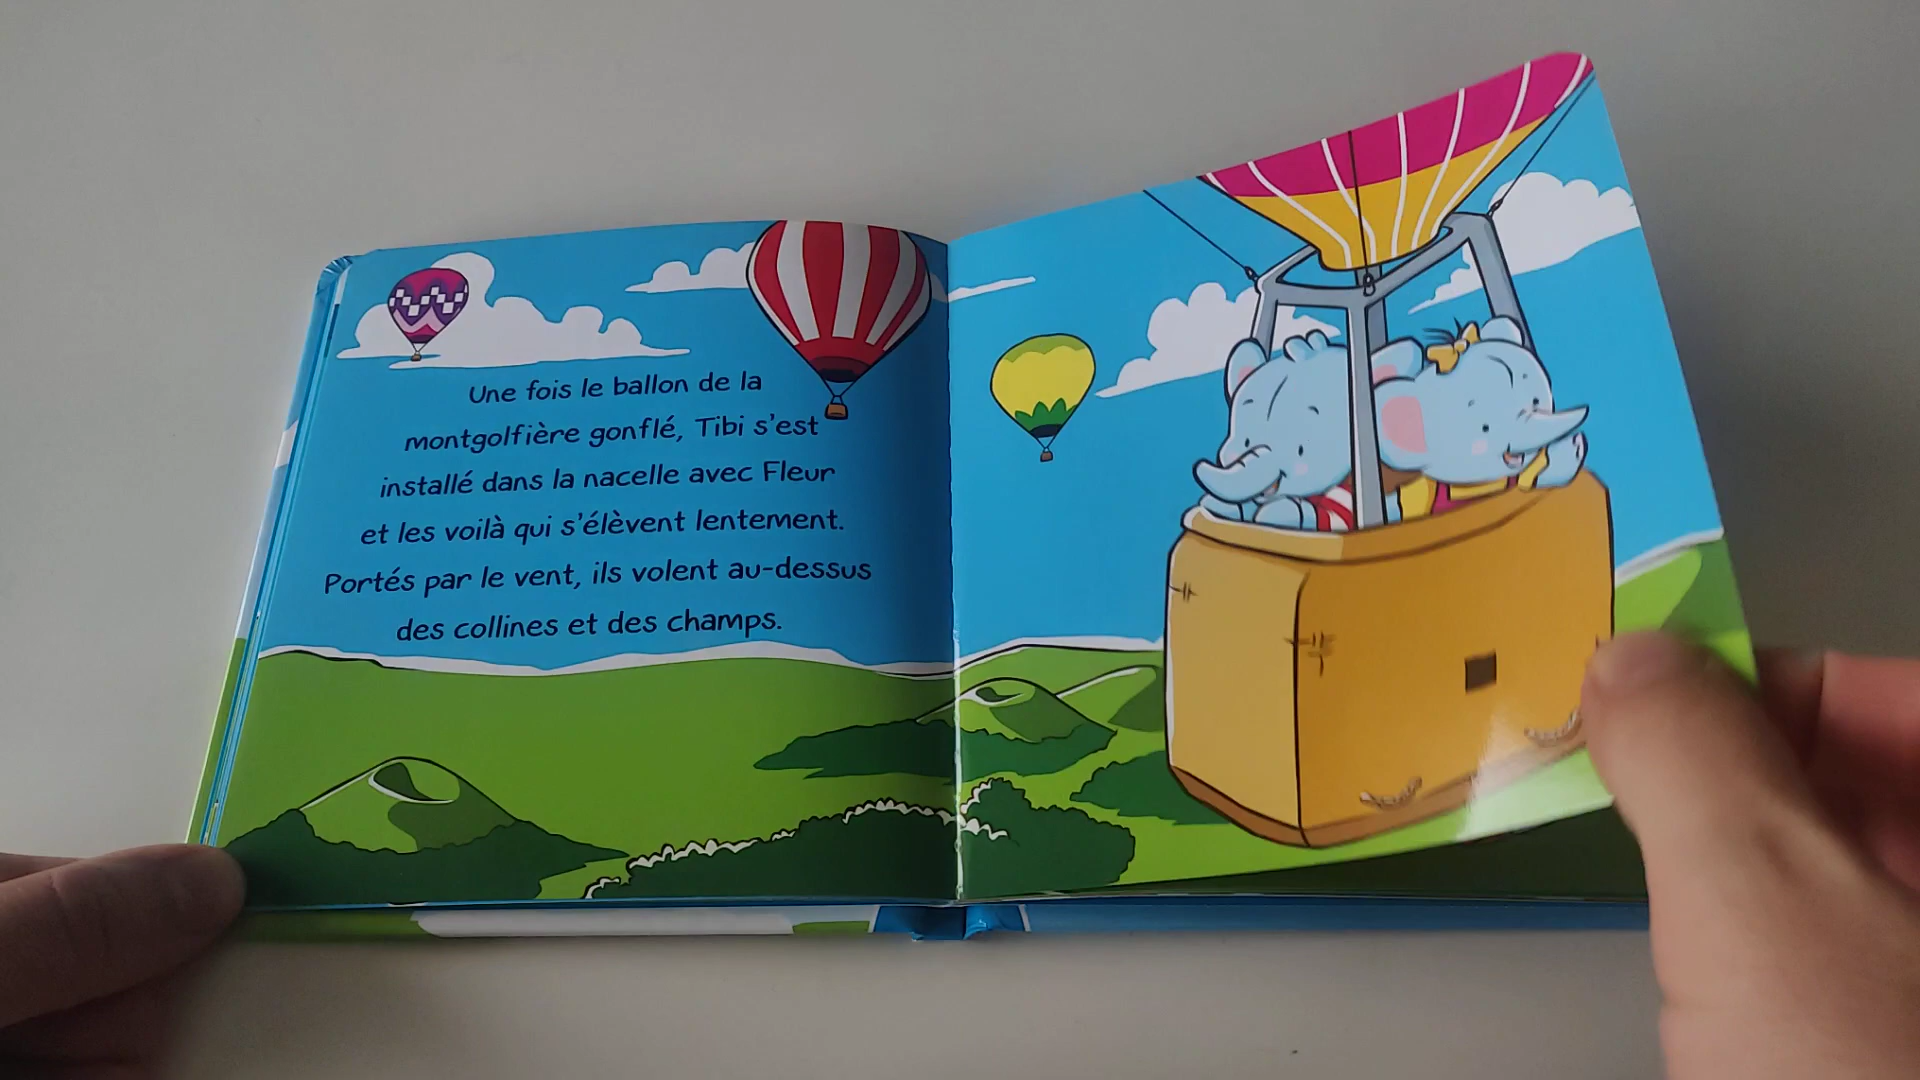 Une fois le ballon de la
montgolfière gonflé, Tibi s'est
installé dans la nacelle avec Fleur
et les voilà qui s'élèvent lentement.
Portés par le vent, ils volent au-dessus
des collines et des champs.